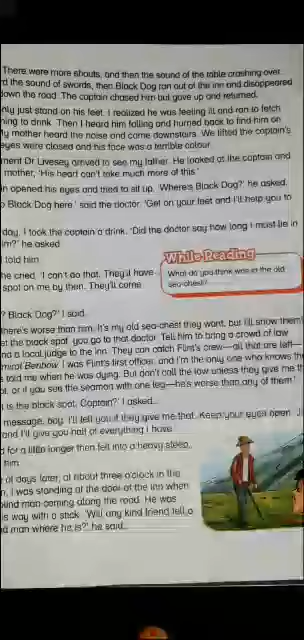 There were more shouts, and then the sound of the table crashing over
d the sound of swords, then Black Dog ran out of the inn and disappeared
down the road. The captain chased him but gave up and returned.
nly just stand on his feet. I realized he was feeling ill and ran to fetch
ning to drink. Then I heard him falling and hurried back to find him on
y mother heard the noise and came downstairs. We lifted the captain's
eyes were closed and his face was a terrible colour.
ment Dr Livesey arrived to see my father. He looked at the captain and
mother, 'His heart can't take much more of this.'
in opened his eyes and tried to sit up. 'Where's Black Dog?' he asked.
o Black Dog here,' said the doctor. 'Get on your feet and I'll help you to
day, I took the captain a drink. 'Did the doctor say how long I must lie in
im?' he asked
I told him
he cried. 'I can't do that. They'll have
spot on me by then. They'll come
While Reading
What do you think was in the old
sea-chest?
? Black Dog?' I said.
there's worse than him. It's my old sea-chest they want, but I'll show them!
et the black spot you go to that doctor. Tell him to bring a crowd of law
nd a local judge to the inn. They can catch Flint's crew—all that are left—
miral Benbow. I was Flint's first officer, and I'm the only one who knows the
e told me when he was dying. But don't call the law unless they give me th
t, or if you see the seaman with one leg—he's worse than any of them.'
t is the black spot, Captain?' I asked.
message, boy. I'll tell you if they give me that. Keep your eyes open, J
and I'll give you half of everything I have.
d for a little longer then fell into a heavy sleep,
him.
e of days later, at about three o'clock in the
n, I was standing at the door of the inn when
blind man coming along the road. He was
is way with a stick. 'Will any kind friend tell a
d man where he is?' he said.